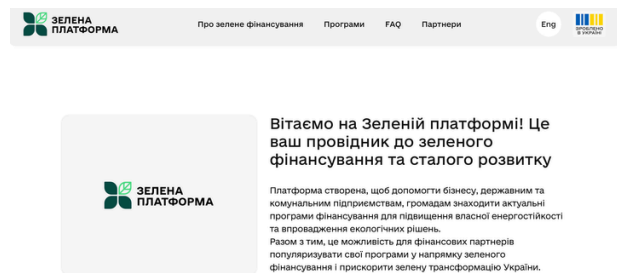 ЗЕЛЕНА
ПЛАТФОРМА
Про зелене фінансування
Програми
FAQ
Партнери
Eng
ЗРОБЛЕНО
В УКРАЇНІ
Вітаємо на Зеленій платформі! Це
ваш провідник до зеленого
фінансування та сталого розвитку
ЗЕЛЕНА
ПЛАТФОРМА
Платформа створена, щоб допомогти бізнесу, державним та
комунальним підприємствам, громадам знаходити актуальні
програми фінансування для підвищення власної енергостійкості
та впровадження екологічних рішень.
Разом з тим, це можливість для фінансових партнерів
популяризувати свої програми у напрямку зеленого
фінансування і прискорити зелену трансформацію України.